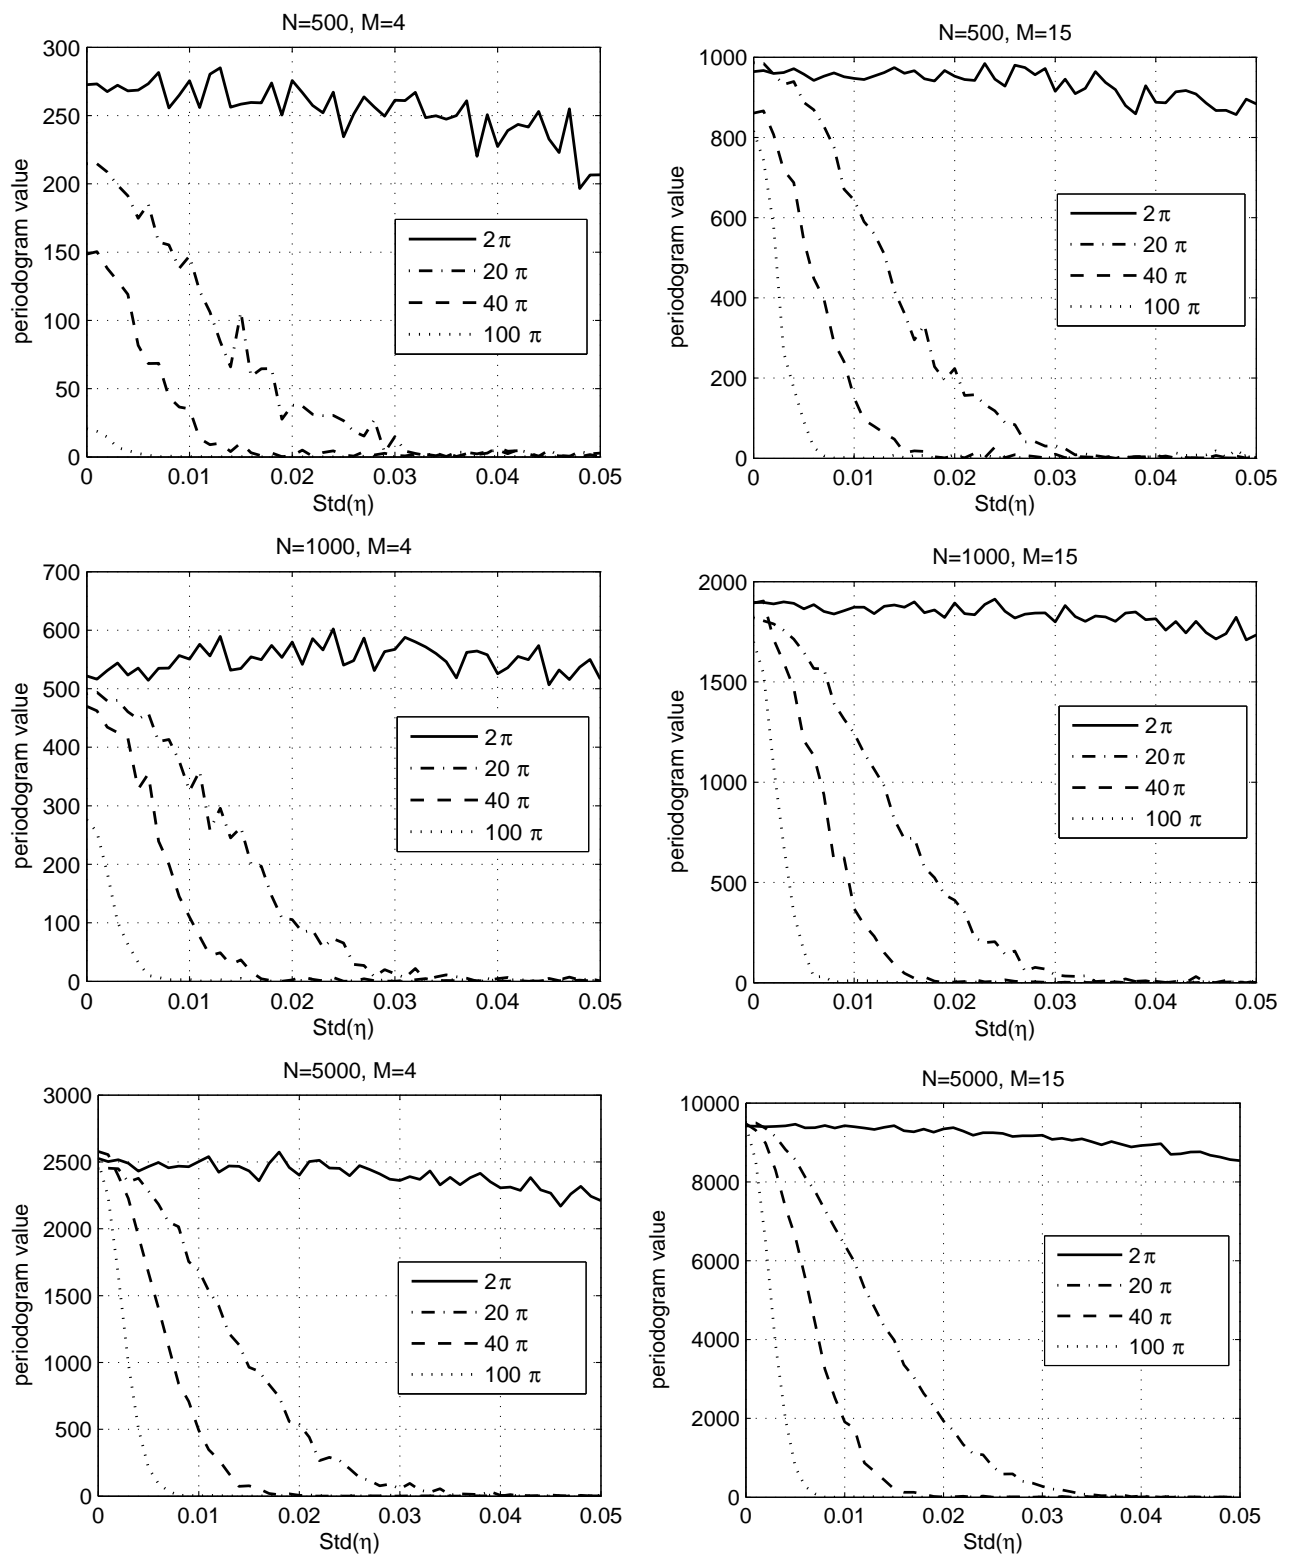 N=500, M=4
periodogram value
300
250
200
150
100
50
0
0 0.01 0.02 0.03 0.04 0.05
Std(η)
2π
20 π
40 π
100 π
N=500, M=15
periodogram value
1000
800
600
400
200
0
0 0.01 0.02 0.03 0.04 0.05
Std(η)
2π
20 π
40 π
100 π
N=1000, M=4
periodogram value
700
600
500
400
300
200
100
0
0 0.01 0.02 0.03 0.04 0.05
Std(η)
2π
20 π
40 π
100 π
N=1000, M=15
periodogram value
2000
1500
1000
500
0
0 0.01 0.02 0.03 0.04 0.05
Std(η)
2π
20π
40π
100 π
N=5000, M=4
periodogram value
3000
2500
2000
1500
1000
500
0
0 0.01 0.02 0.03 0.04 0.05
Std(η)
2π
20 π
40 π
100 π
N=5000, M=15
periodogram value
10000
8000
6000
4000
2000
0
0 0.01 0.02 0.03 0.04 0.05
Std(η)
2π
20 π
40 π
100 π